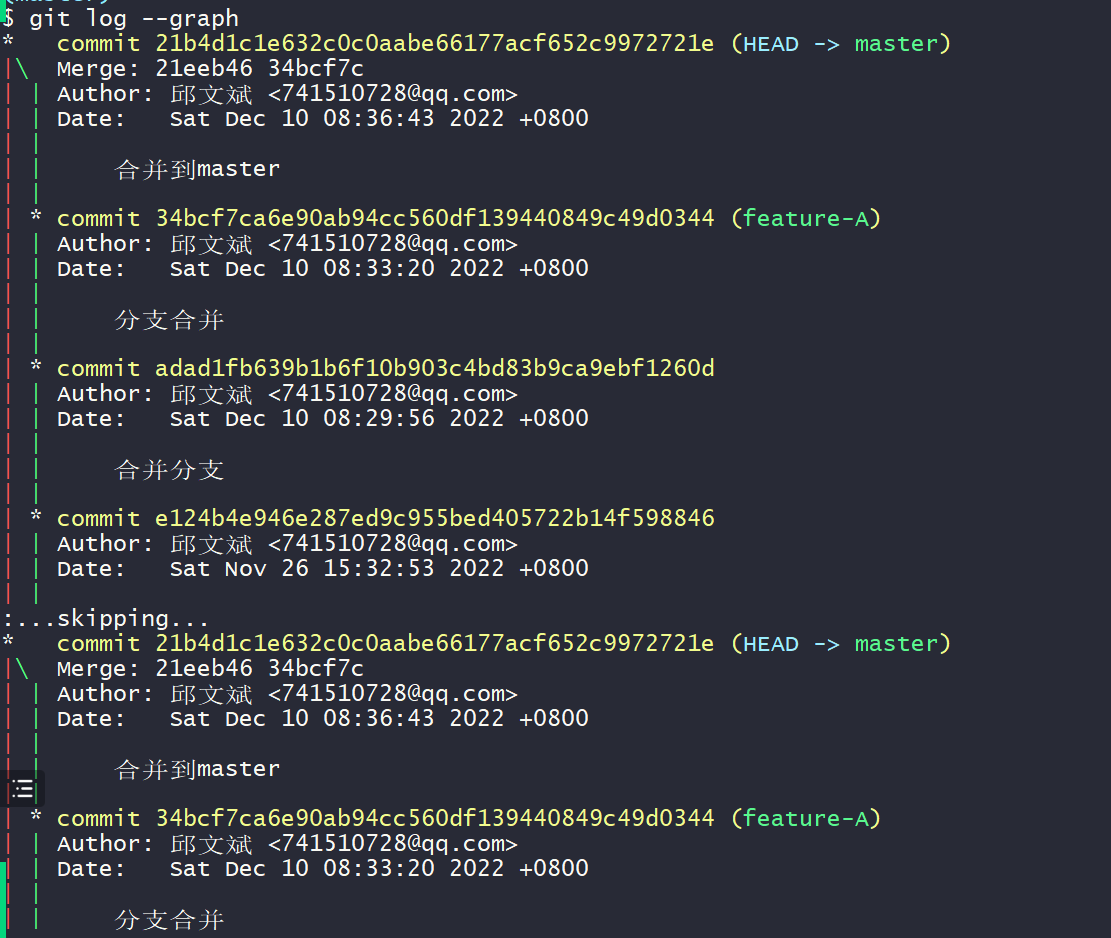 $ git log --graph
*   commit 21b4d1c1e632c0c0aabe66177acf652c9972721e (HEAD -> master)
|\  Merge: 21eeb46 34bcf7c
| | Author: 邱文斌 <741510728@qq.com>
| | Date:   Sat Dec 10 08:36:43 2022 +0800
| |
| |     合并到master
| |
| * commit 34bcf7ca6e90ab94cc560df139440849c49d0344 (feature-A)
| | Author: 邱文斌 <741510728@qq.com>
| | Date:   Sat Dec 10 08:33:20 2022 +0800
| |
| |     分支合并
| |
| * commit adad1fb639b1b6f10b903c4bd83b9ca9ebf1260d
| | Author: 邱文斌 <741510728@qq.com>
| | Date:   Sat Dec 10 08:29:56 2022 +0800
| |
| |     合并分支
| |
| * commit e124b4e946e287ed9c955bed405722b14f598846
| | Author: 邱文斌 <741510728@qq.com>
| | Date:   Sat Nov 26 15:32:53 2022 +0800
| |
:...skipping...
*   commit 21b4d1c1e632c0c0aabe66177acf652c9972721e (HEAD -> master)
|\  Merge: 21eeb46 34bcf7c
| | Author: 邱文斌 <741510728@qq.com>
| | Date:   Sat Dec 10 08:36:43 2022 +0800
| |
| |     合并到master
| |
| * commit 34bcf7ca6e90ab94cc560df139440849c49d0344 (feature-A)
| | Author: 邱文斌 <741510728@qq.com>
| | Date:   Sat Dec 10 08:33:20 2022 +0800
| |
| |     分支合并